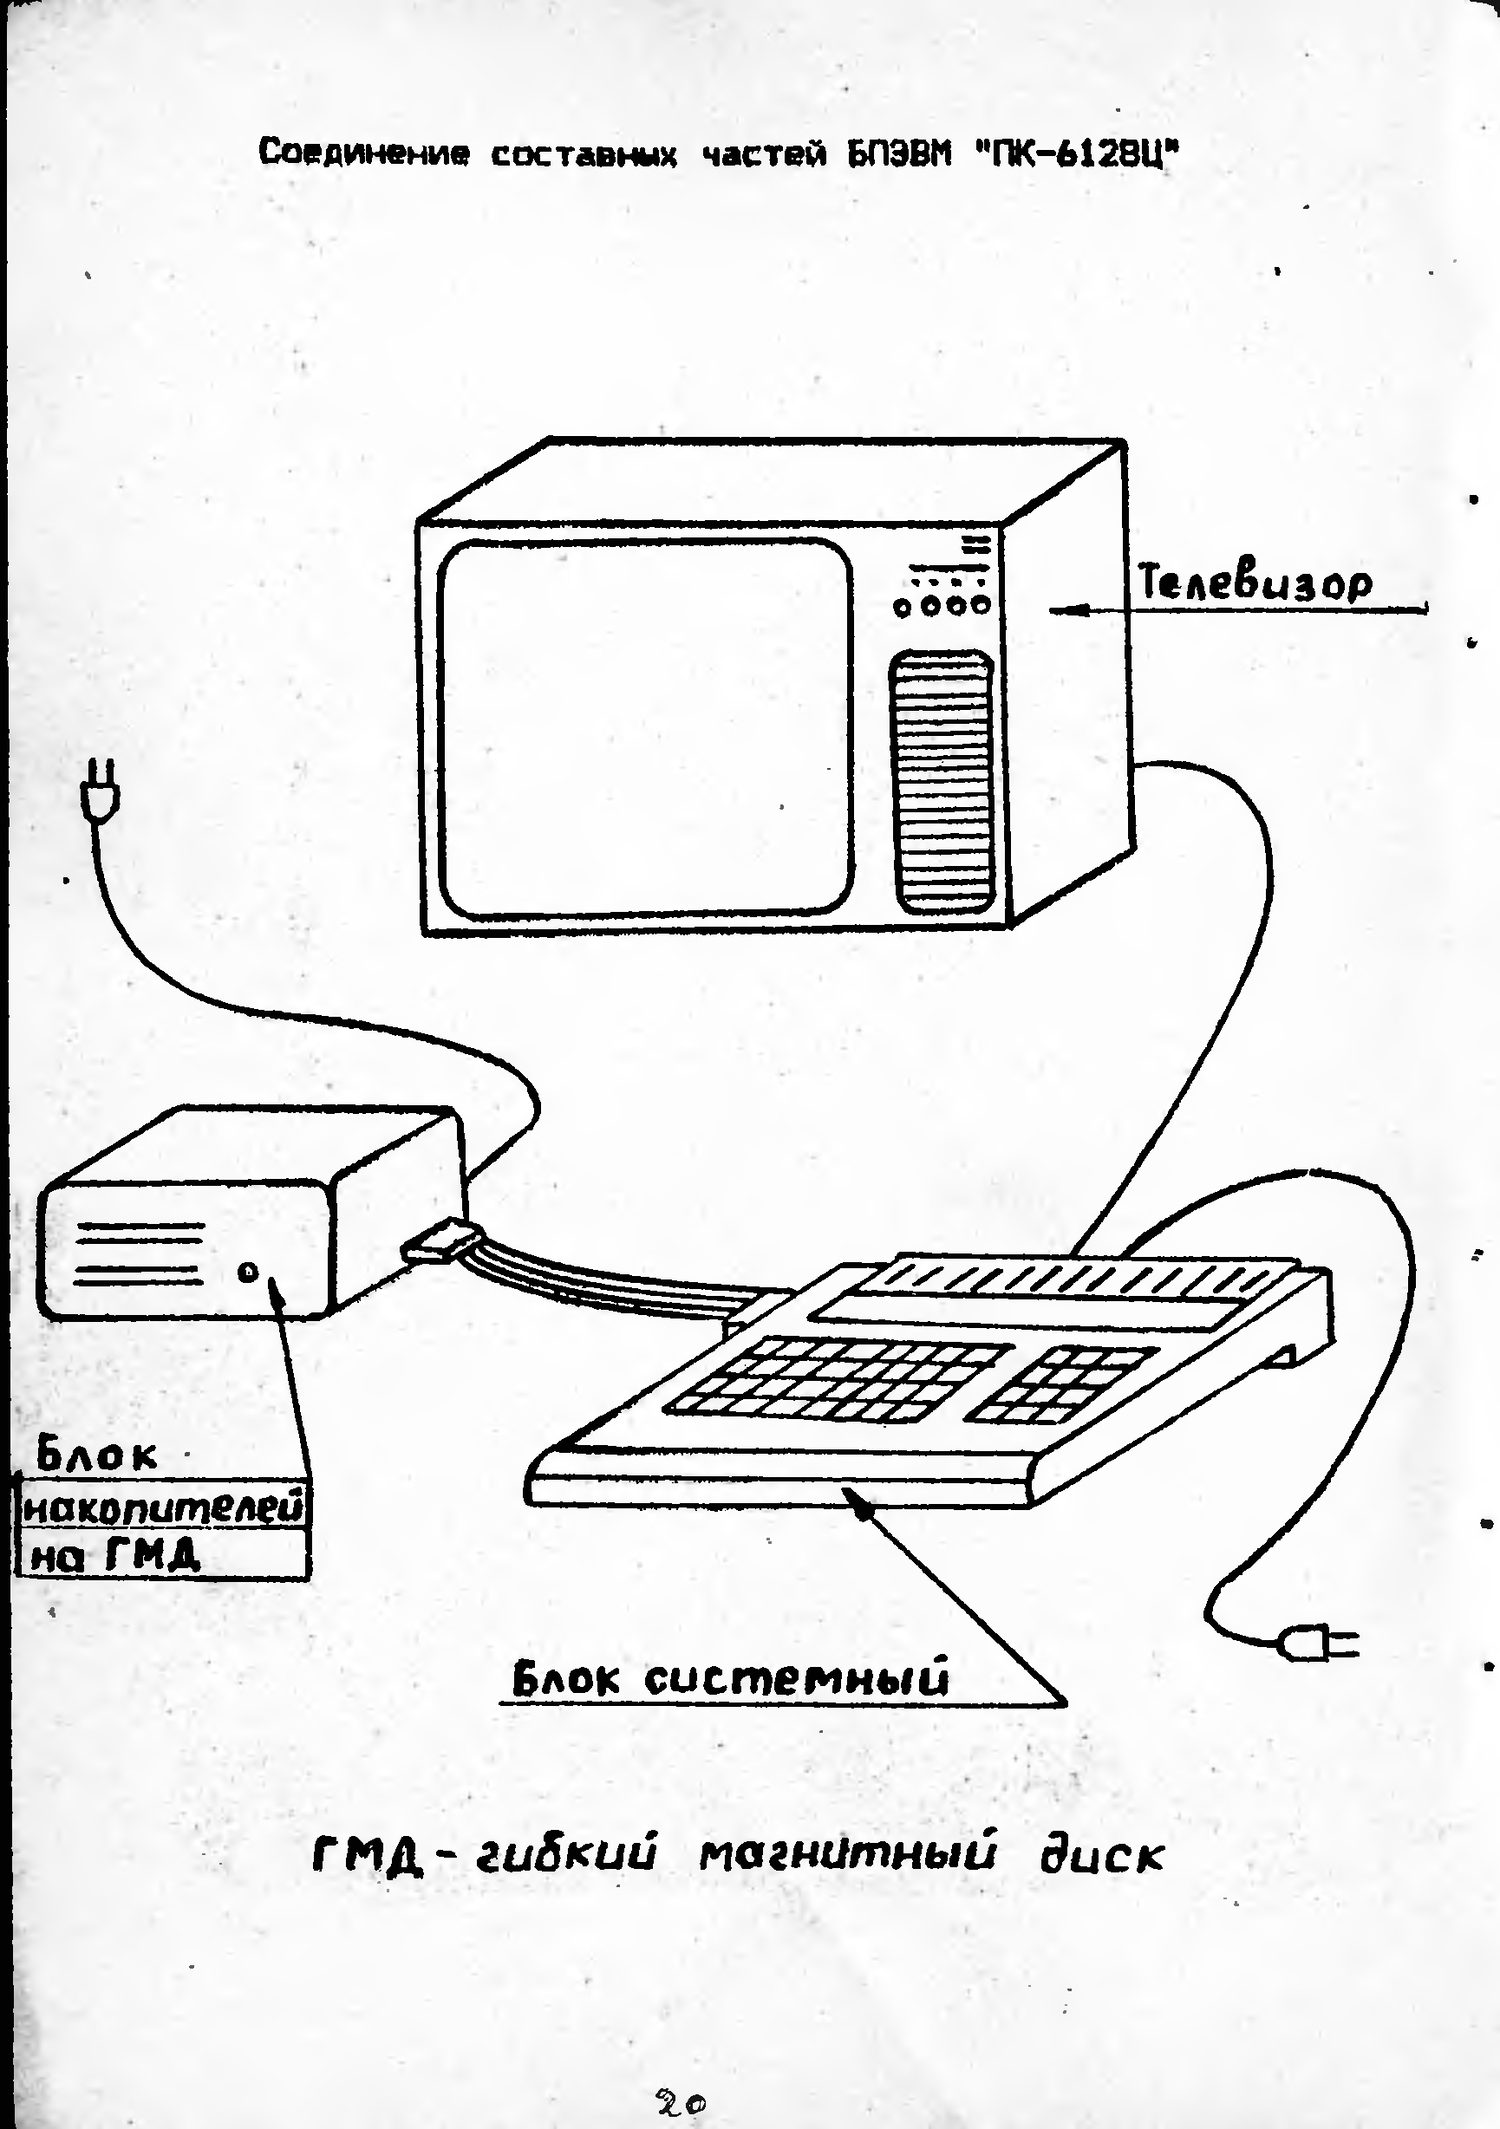 Соединение составных частей БПЭВМ "ПК-6128Ц"
Телевизор
Блок
накопителей
на ГМД
Блок системный
ГМД - гибкий магнитный диск
20